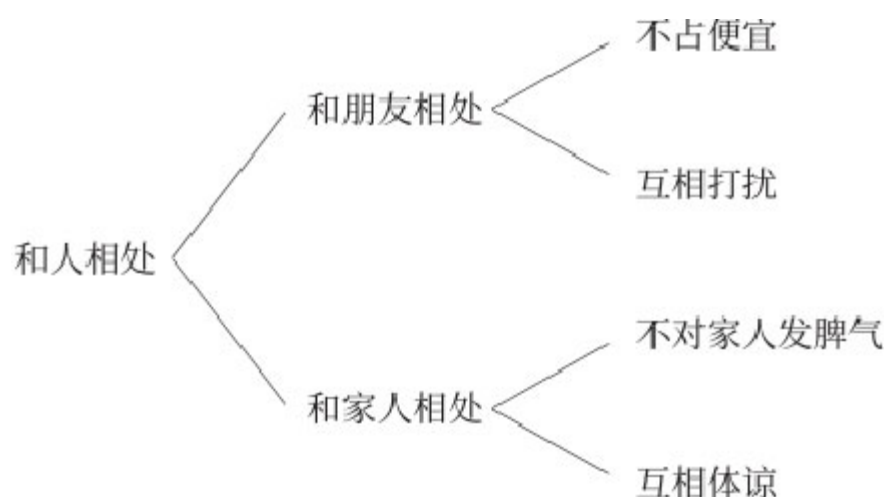 不占便宜
和朋友相处
互相打扰
和人相处
不对家人发脾气
和家人相处
互相体谅